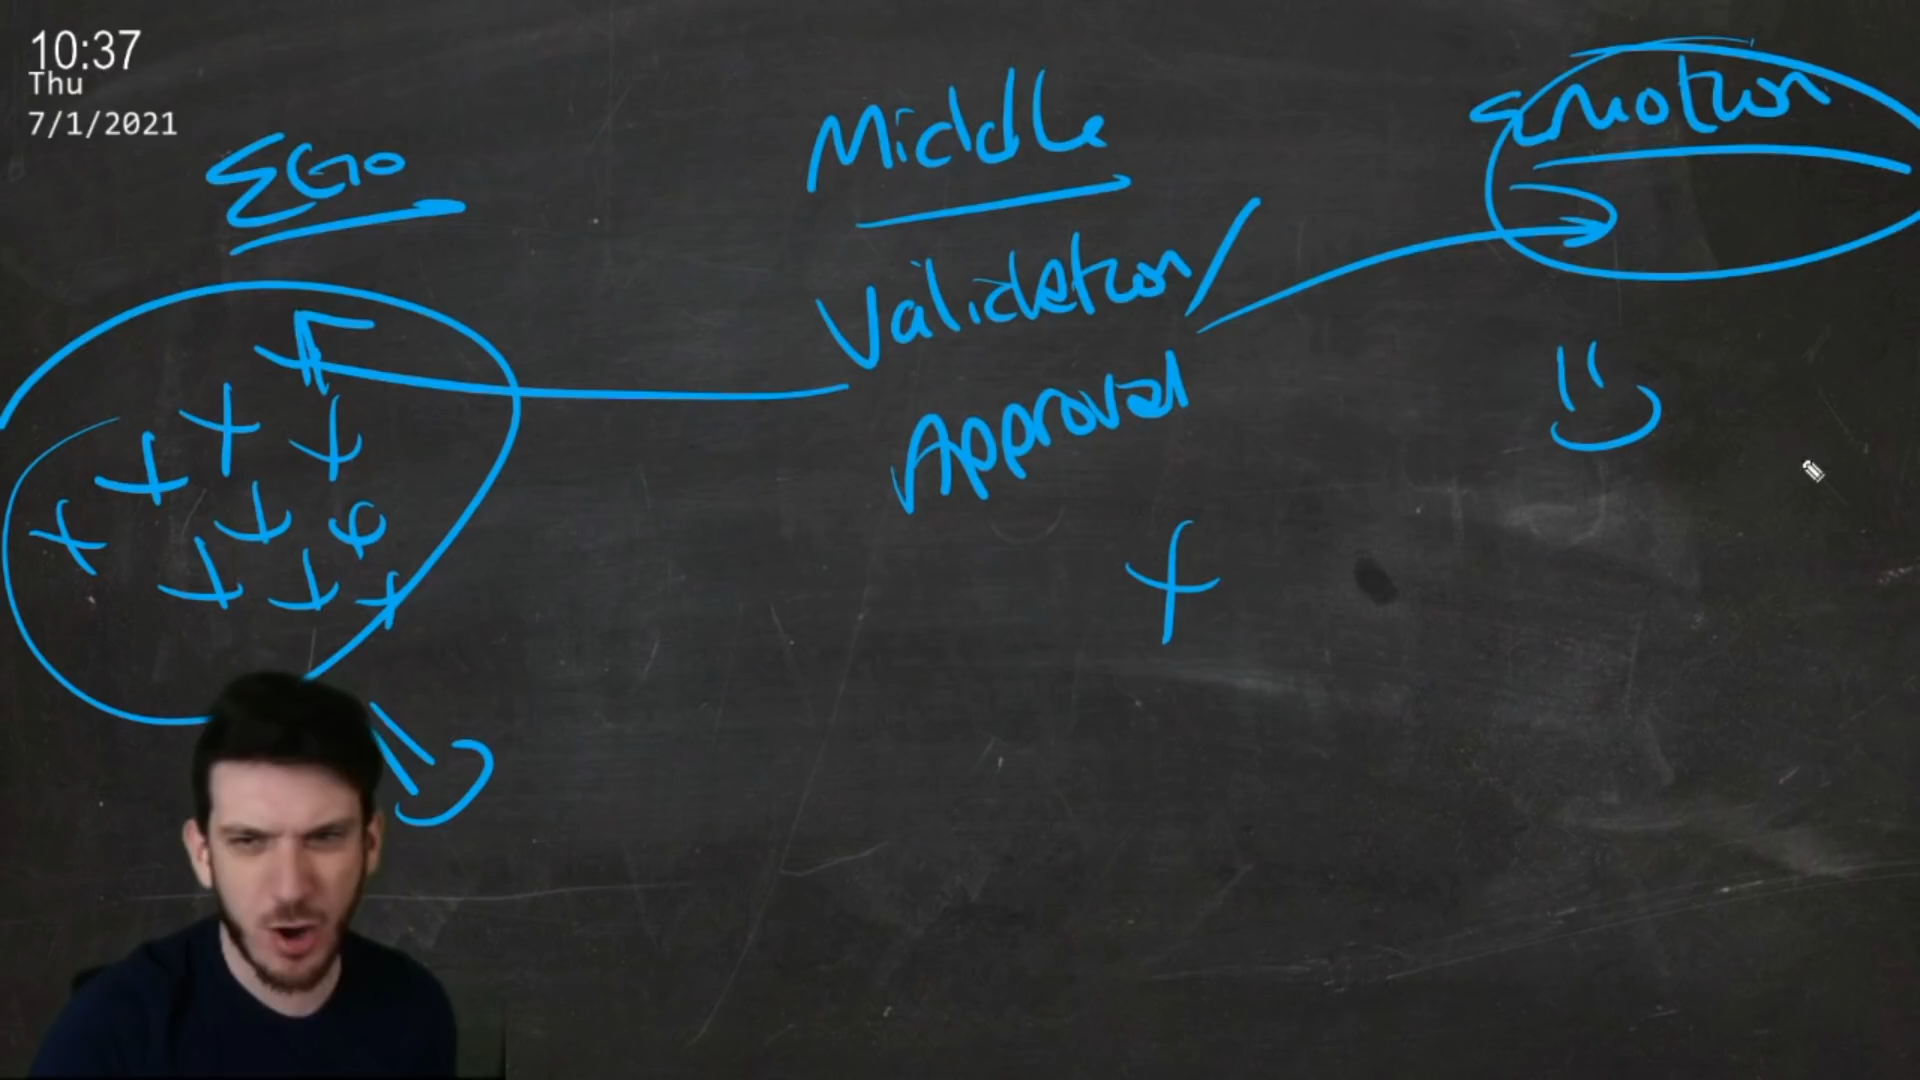 10:37
Thu
7/1/2021
EGO
Middle
Emotion
Validation/
Approval